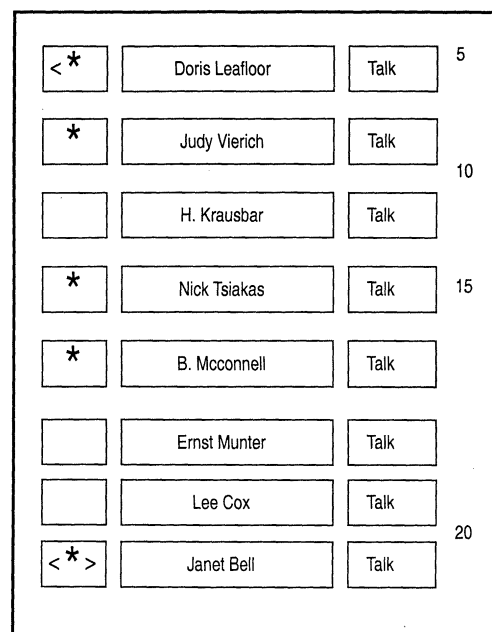 < * Doris Leafloor Talk 5
* Judy Vierich Talk
10
H. Krausbar Talk
* Nick Tsiakas Talk 15
* B. Mcconnell Talk
Ernst Munter Talk
Lee Cox Talk
20
< * > Janet Bell Talk